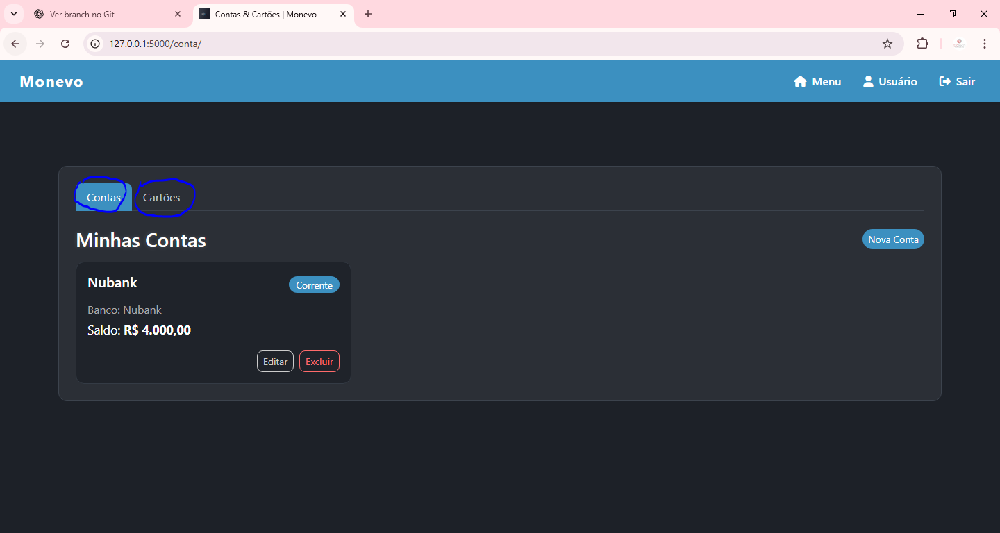 Ver branch no Git
Contas & Cartões | Monevo
127.0.0.1:5000/conta/
Monevo
Menu
Usuário
Sair
Contas
Cartões
Minhas Contas
Nova Conta
Nubank
Corrente
Banco: Nubank
Saldo: R$ 4.000,00
Editar
Excluir